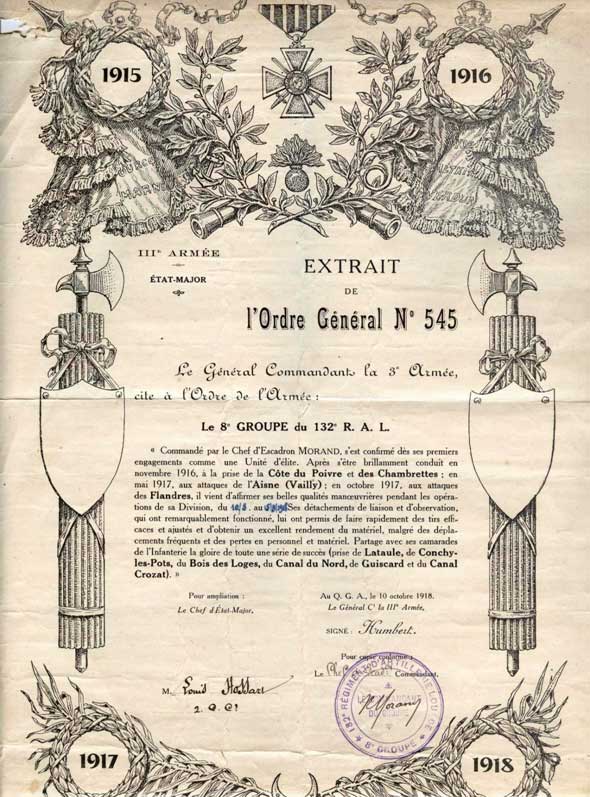 1915
1916
MARNE
IIIᵉ ARMÉE
ÉTAT-MAJOR
EXTRAIT
DE
l'Ordre Général Nº 545
Le Général Commandant la 3ᵉ Armée,
cite à l'Ordre de l'Armée :
Le 8ᵉ GROUPE du 132ᵉ R. A. L.
« Commandé par le Chef d'Escadron MORAND, s'est confirmé dès ses premiers
engagements comme une Unité d'élite. Après s'être brillamment conduit en
novembre 1916, à la prise de la Côte du Poivre et des Chambrettes ; en
mai 1917, aux attaques de l'Aisne (Vailly) ; en octobre 1917, aux attaques
des Flandres, il vient d'affirmer ses belles qualités manœuvrières pendant les opéra-
tions de sa Division, du 10/8 au Ses détachements de liaison et d'observation,
qui ont remarquablement fonctionné, lui ont permis de faire rapidement des tirs effi-
caces et ajustés et d'obtenir un excellent rendement du matériel, malgré des dépla-
cements fréquents et des pertes en personnel et matériel. Partage avec ses camarades
de l'Infanterie la gloire de toute une série de succès (prise de Lataule, de Conchy-
les-Pots, du Bois des Loges, du Canal du Nord, de Guiscard et du Canal
Crozat). »
Pour ampliation :
Le Chef d'État-Major.
Au Q. G. A., le 10 octobre 1918.
Le Général Cᵗ la IIIᵉ Armée,
SIGNÉ : Humbert.
Pour copie conforme :
Le Commandant,
M. Louis
RÉGIMENT D'ARTILLERIE LOURDE
LE COMMANDANT
Morand
8ᵉ GROUPE
1917
1918